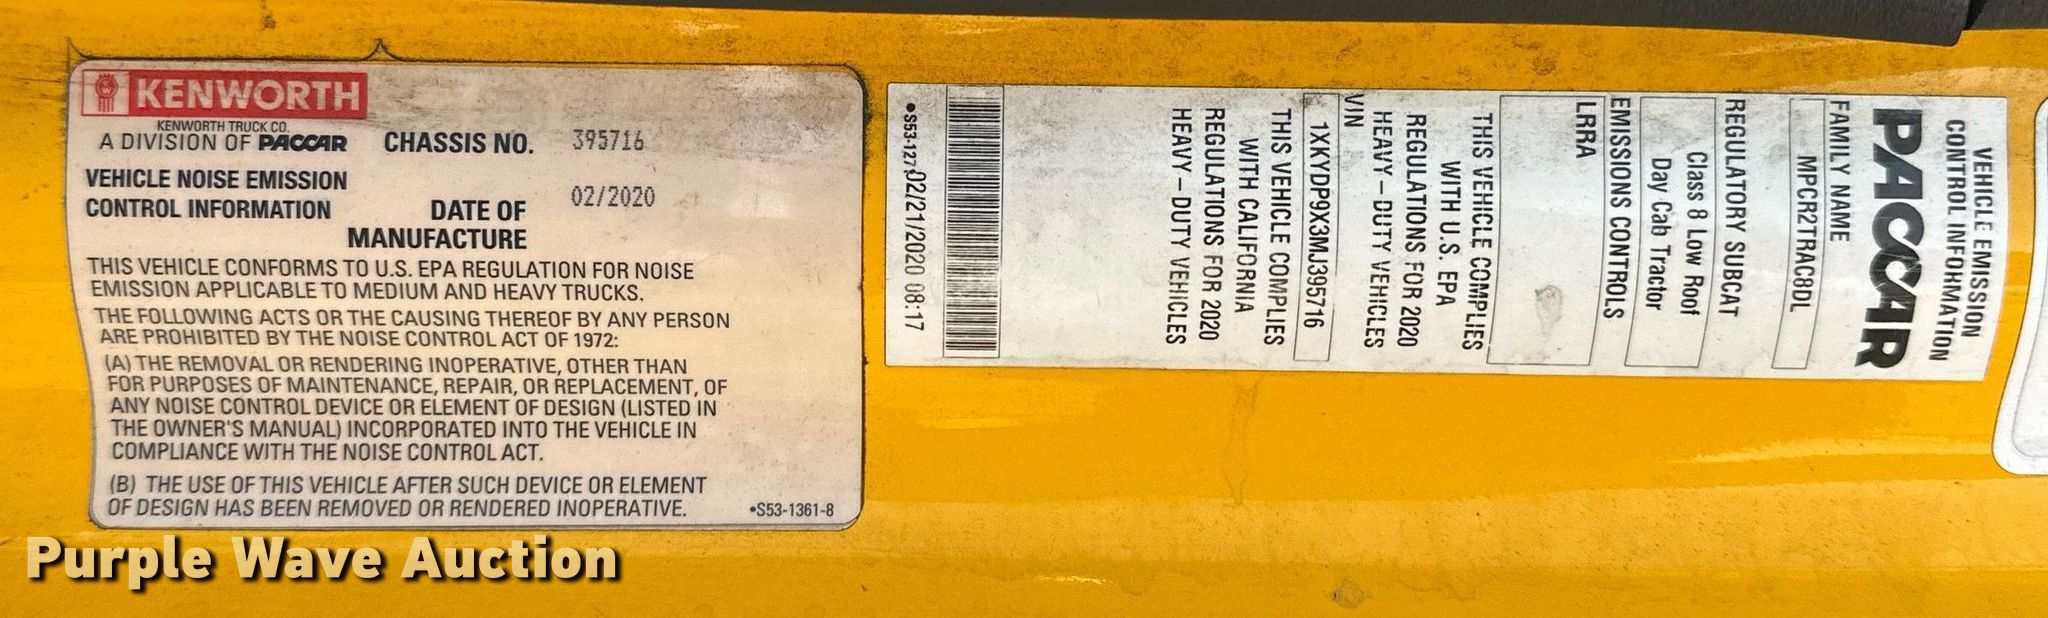 KENWORTH
KENWORTH TRUCK CO.
A DIVISION OF PACCAR
CHASSIS NO. 395716
VEHICLE NOISE EMISSION
CONTROL INFORMATION
DATE OF
MANUFACTURE
02/2020
THIS VEHICLE CONFORMS TO U.S. EPA REGULATION FOR NOISE
EMISSION APPLICABLE TO MEDIUM AND HEAVY TRUCKS.
THE FOLLOWING ACTS OR THE CAUSING THEREOF BY ANY PERSON
ARE PROHIBITED BY THE NOISE CONTROL ACT OF 1972:
(A) THE REMOVAL OR RENDERING INOPERATIVE, OTHER THAN
FOR PURPOSES OF MAINTENANCE, REPAIR, OR REPLACEMENT, OF
ANY NOISE CONTROL DEVICE OR ELEMENT OF DESIGN (LISTED IN
THE OWNER'S MANUAL) INCORPORATED INTO THE VEHICLE IN
COMPLIANCE WITH THE NOISE CONTROL ACT.
(B) THE USE OF THIS VEHICLE AFTER SUCH DEVICE OR ELEMENT
OF DESIGN HAS BEEN REMOVED OR RENDERED INOPERATIVE.
•S53-1361-8
VEHICLE EMISSION
CONTROL INFORMATION
PACCAR
FAMILY NAME
MPCR2TRAC8DL
REGULATORY SUBCAT
Class 8 Low Roof
Day Cab Tractor
EMISSIONS CONTROLS
LRRA
THIS VEHICLE COMPLIES
WITH U.S. EPA
REGULATIONS FOR 2020
HEAVY-DUTY VEHICLES
VIN
1XKYDP9X3MJ395716
THIS VEHICLE COMPLIES
WITH CALIFORNIA
REGULATIONS FOR 2020
HEAVY-DUTY VEHICLES
02/21/2020 08:17
Purple Wave Auction